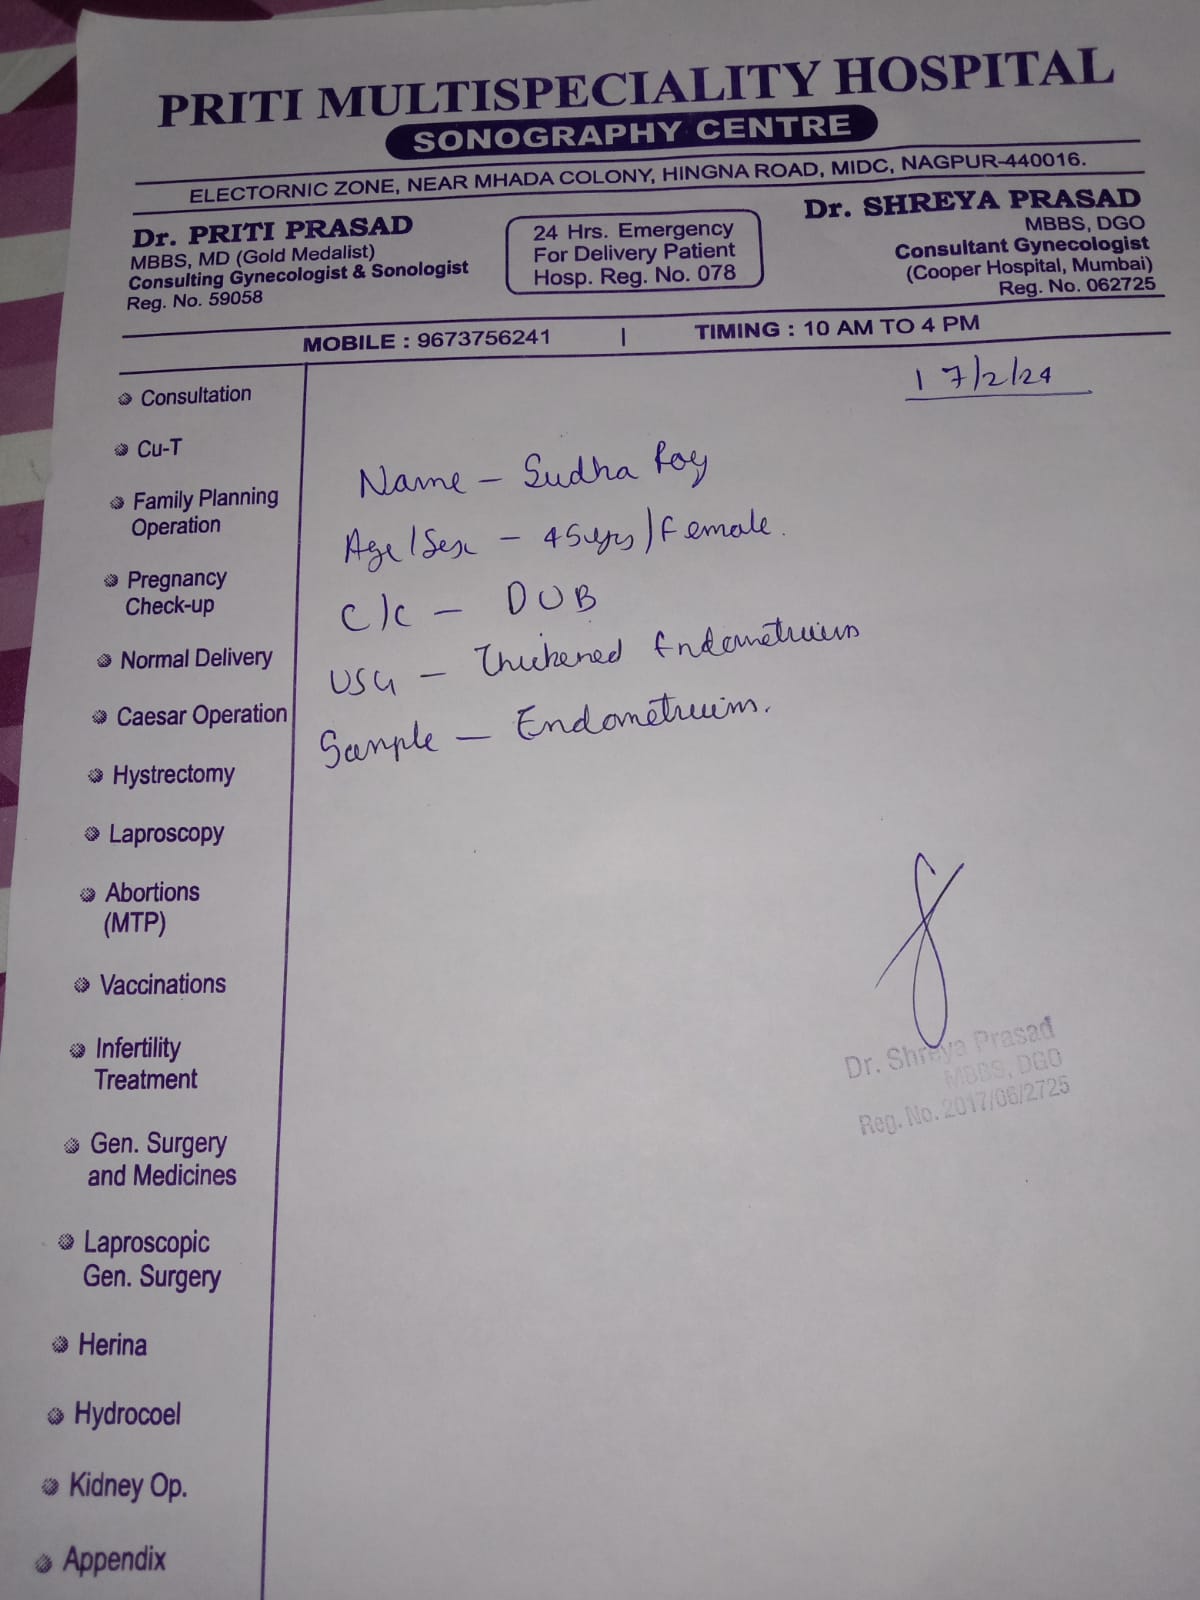 PRITI MULTISPECIALITY HOSPITAL
SONOGRAPHY CENTRE
ELECTORNIC ZONE, NEAR MHADA COLONY, HINGNA ROAD, MIDC, NAGPUR-440016.
Dr. PRITI PRASAD
MBBS, MD (Gold Medalist)
Consulting Gynecologist & Sonologist
Reg. No. 59058
24 Hrs. Emergency
For Delivery Patient
Hosp. Reg. No. 078
Dr. SHREYA PRASAD
MBBS, DGO
Consultant Gynecologist
(Cooper Hospital, Mumbai)
Reg. No. 062725
MOBILE : 9673756241 | TIMING : 10 AM TO 4 PM
17/2/24
Consultation
Cu-T
Family Planning
Operation
Pregnancy
Check-up
Normal Delivery
Caesar Operation
Hystrectomy
Laproscopy
Abortions
(MTP)
Vaccinations
Infertility
Treatment
Gen. Surgery
and Medicines
Laproscopic
Gen. Surgery
Herina
Hydrocoel
Kidney Op.
Appendix
Name - Sudha Roy
Age/Sex - 45yrs/Female.
C/C - DUB
USG - Thickened Endometruim
Sample - Endometruim.
Dr. Shreya Prasad
MBBS, DGO
Reg. No. 2017/06/2725